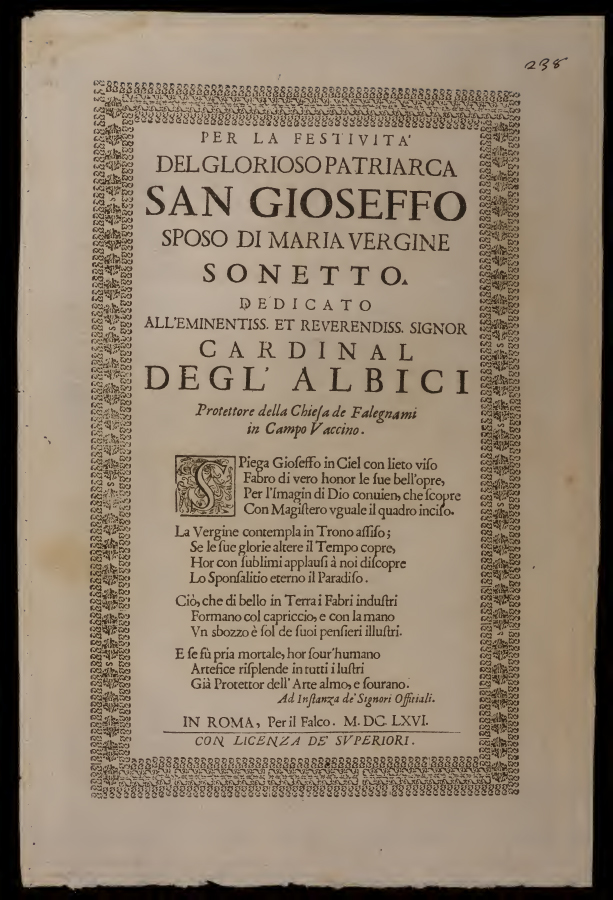 238
PER LA FESTIVITA'
DEL GLORIOSO PATRIARCA
SAN GIOSEFFO
SPOSO DI MARIA VERGINE
SONETTO.
DEDICATO
ALL'EMINENTISS. ET REVERENDISS. SIGNOR
CARDINAL
DEGL' ALBICI
Protettore della Chieſa de Falegnami
in Campo Vaccino.
SPiega Gioſeffo in Ciel con lieto viſo
Fabro di vero honor le ſue bell'opre,
Per l'Imagin di Dio conuien, che ſcopre
Con Magiſtero vguale il quadro inciſo.
La Vergine contempla in Trono aſſiſo;
Se le ſue glorie altere il Tempo copre,
Hor con ſublimi applauſi à noi diſcopre
Lo Sponſalitio eterno il Paradiſo.
Ciò, che di bello in Terra i Fabri induſtri
Formano col capriccio, e con la mano
Vn sbozzo è ſol de ſuoi penſieri illuſtri.
E ſe fù pria mortale, hor ſour'humano
Artefice riſplende in tutti i luſtri
Già Protettor dell'Arte almo, e ſourano.
Ad Inſtanza de' Signori Officiali.
IN ROMA, Per il Falco. M. DC. LXVI.
CON LICENZA DE' SVPERIORI.